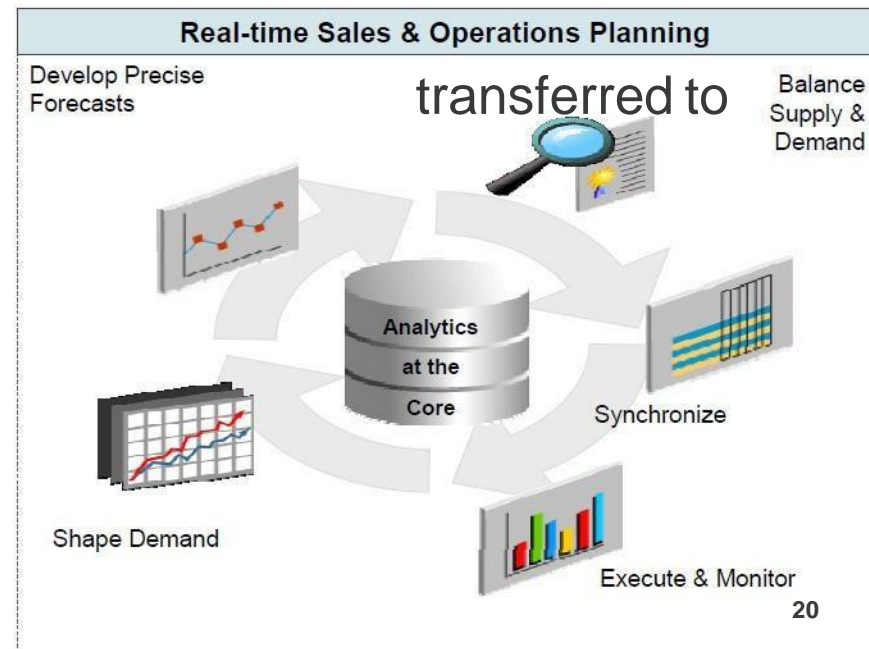 Real-time Sales & Operations Planning
Develop Precise
Forecasts
transferred to
Balance
Supply &
Demand
Analytics
at the
Core
Synchronize
Shape Demand
Execute & Monitor
20